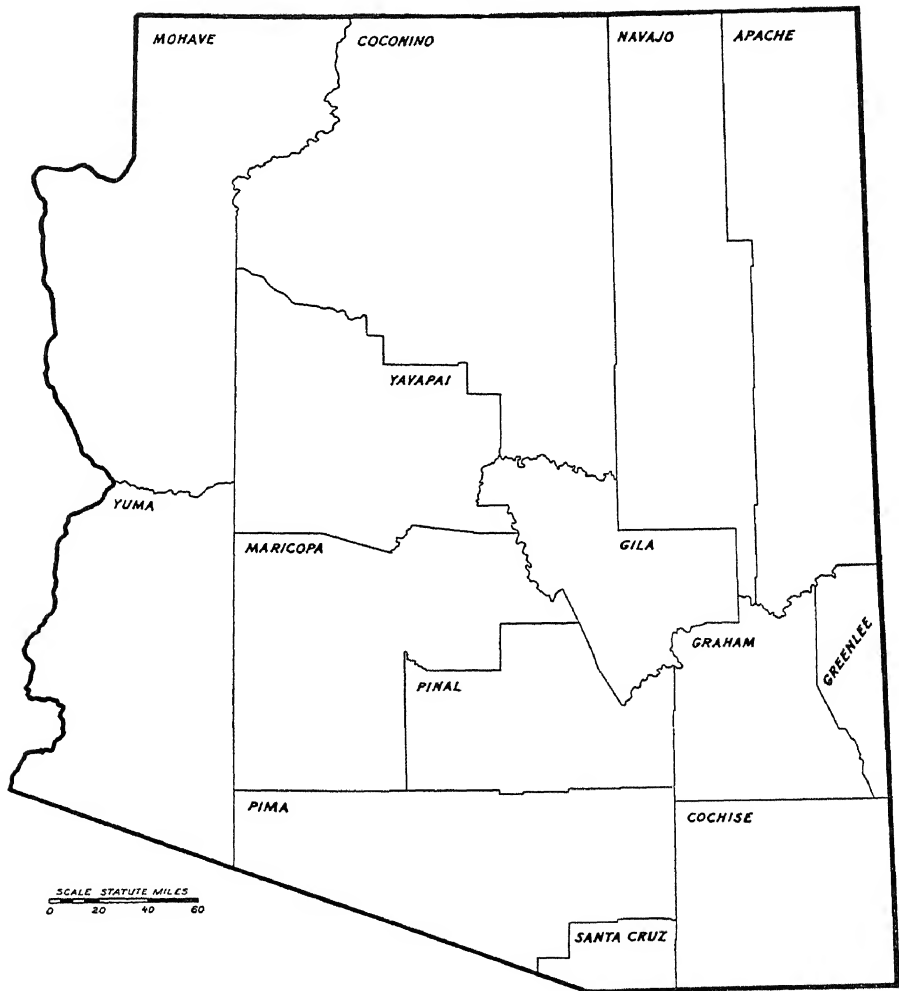 MOHAVE
COCONINO
NAVAJO
APACHE
YAVAPAI
YUMA
MARICOPA
GILA
GRAHAM
GREENLEE
PINAL
PIMA
COCHISE
SCALE STATUTE MILES
0 20 40 60
SANTA CRUZ